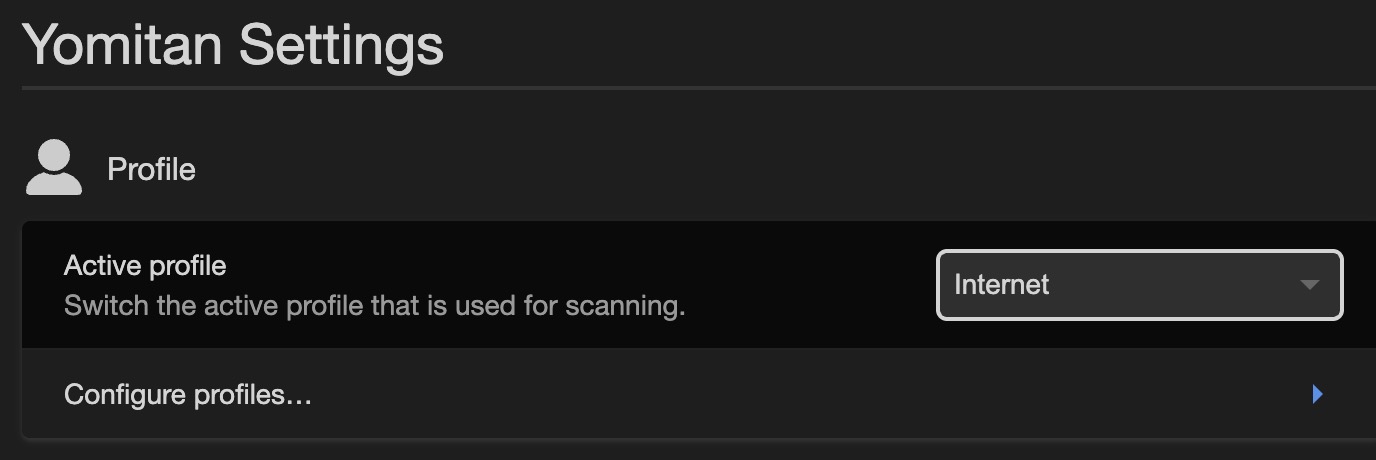 Yomitan Settings
Profile
Active profile
Internet
Switch the active profile that is used for scanning.
Configure profiles...